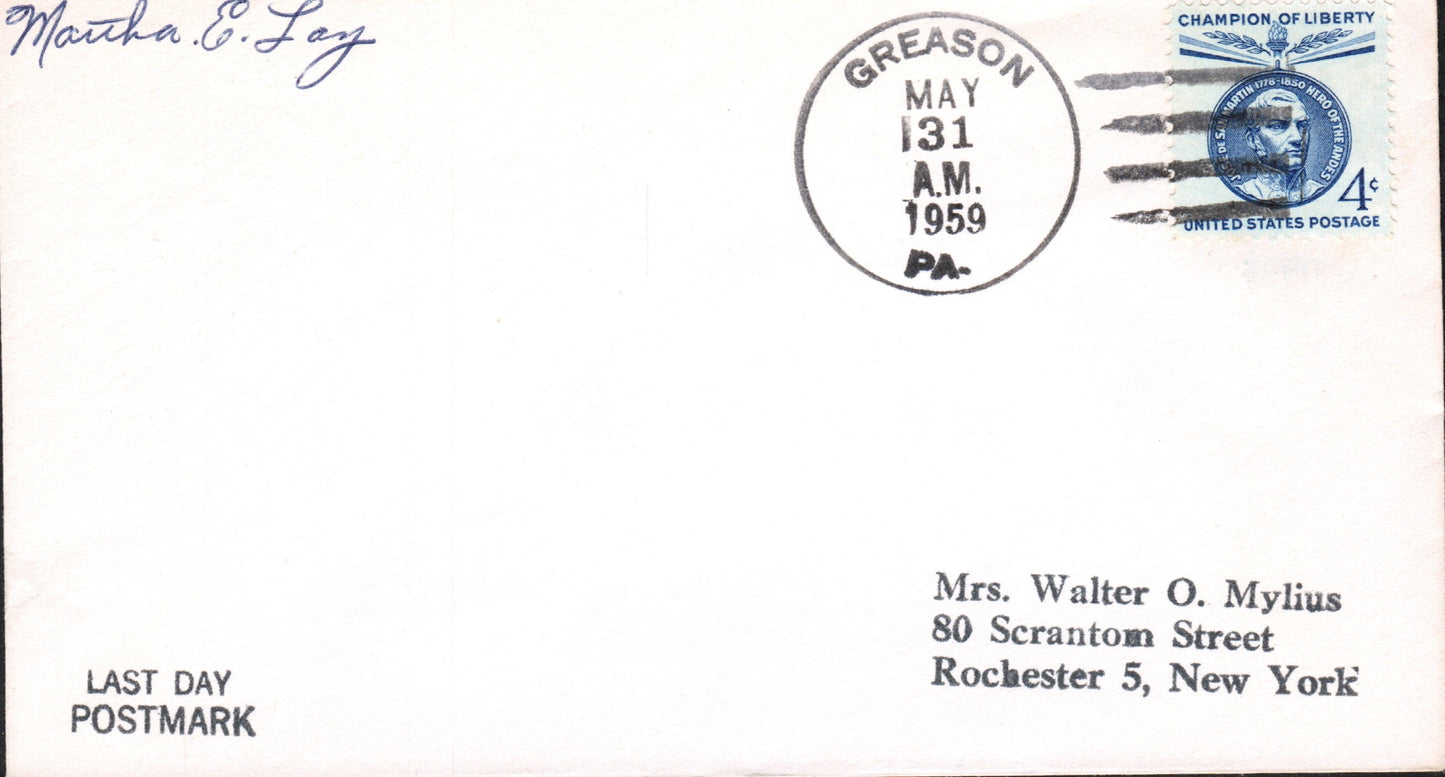 Martha. E. Lay
GREASON
MAY
31
A.M.
1959
PA-
CHAMPION OF LIBERTY
JOSE DE SAN MARTIN 1778-1850 HERO OF THE ANDES
4¢
UNITED STATES POSTAGE
Mrs. Walter O. Mylius
80 Scrantom Street
Rochester 5, New York
LAST DAY
POSTMARK